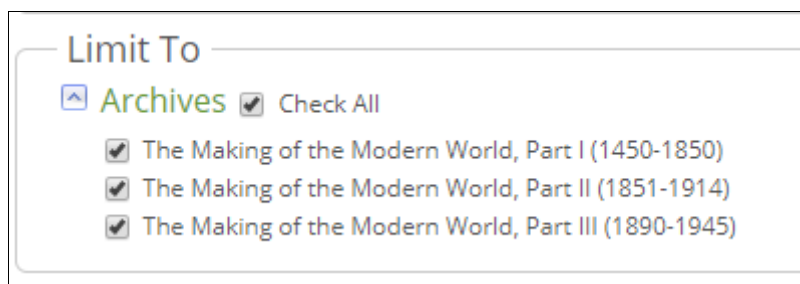 Limit To
Archives Check All
The Making of the Modern World, Part I (1450-1850)
The Making of the Modern World, Part II (1851-1914)
The Making of the Modern World, Part III (1890-1945)